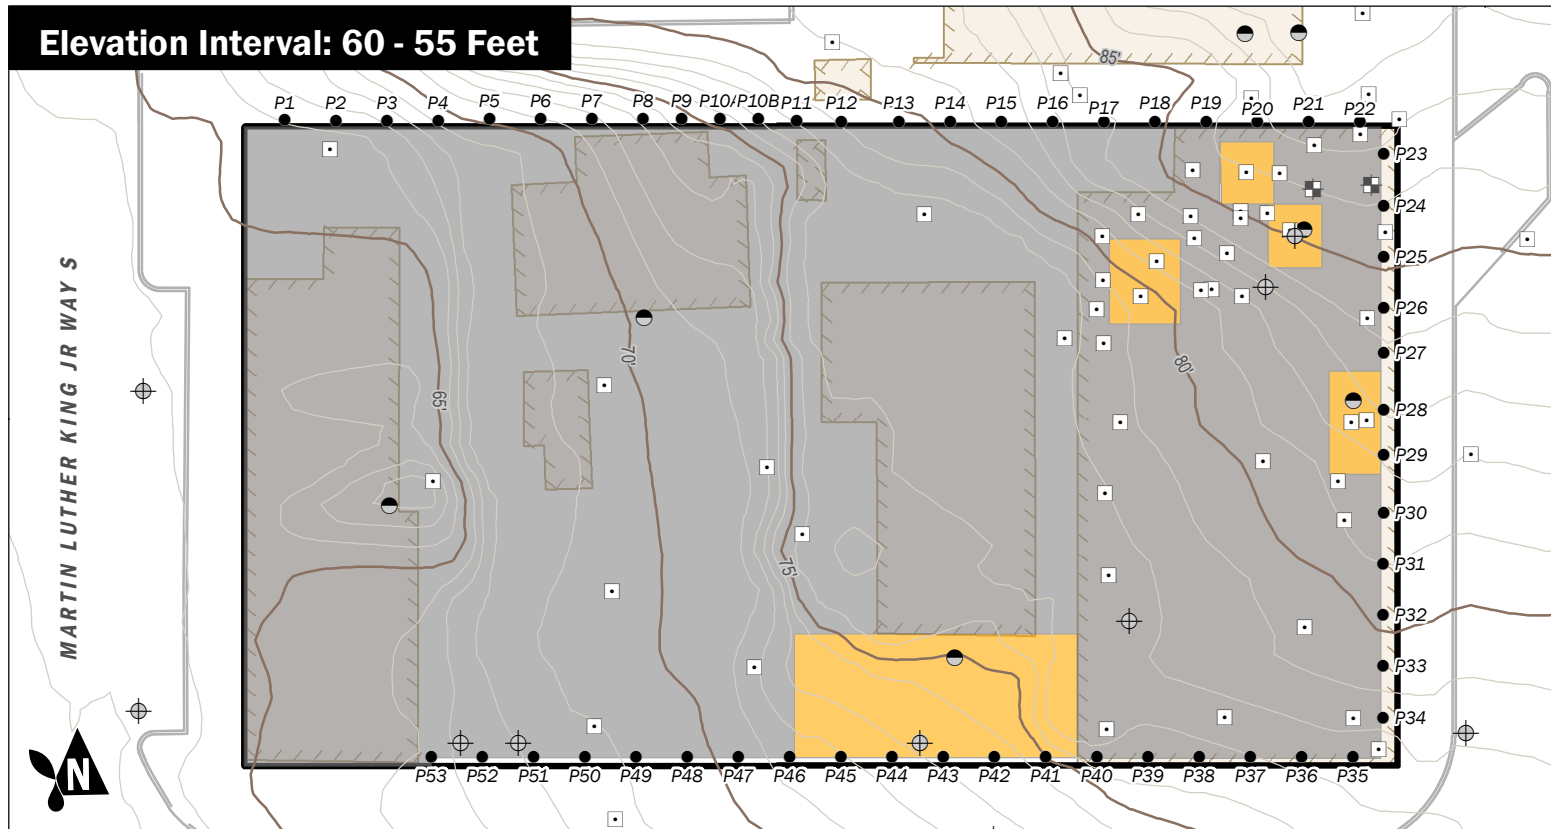 Elevation Interval: 60 - 55 Feet
85'
P1 P2 P3 P4 P5 P6 P7 P8 P9 P10A P10B P11 P12 P13 P14 P15 P16 P17 P18 P19 P20 P21 P22
P23
P24
P25
P26
P27
P28
P29
P30
P31
P32
P33
P34
65'
70'
75'
80'
MARTIN LUTHER KING JR WAY S
N
P53 P52 P51 P50 P49 P48 P47 P46 P45 P44 P43 P42 P41 P40 P39 P38 P37 P36 P35